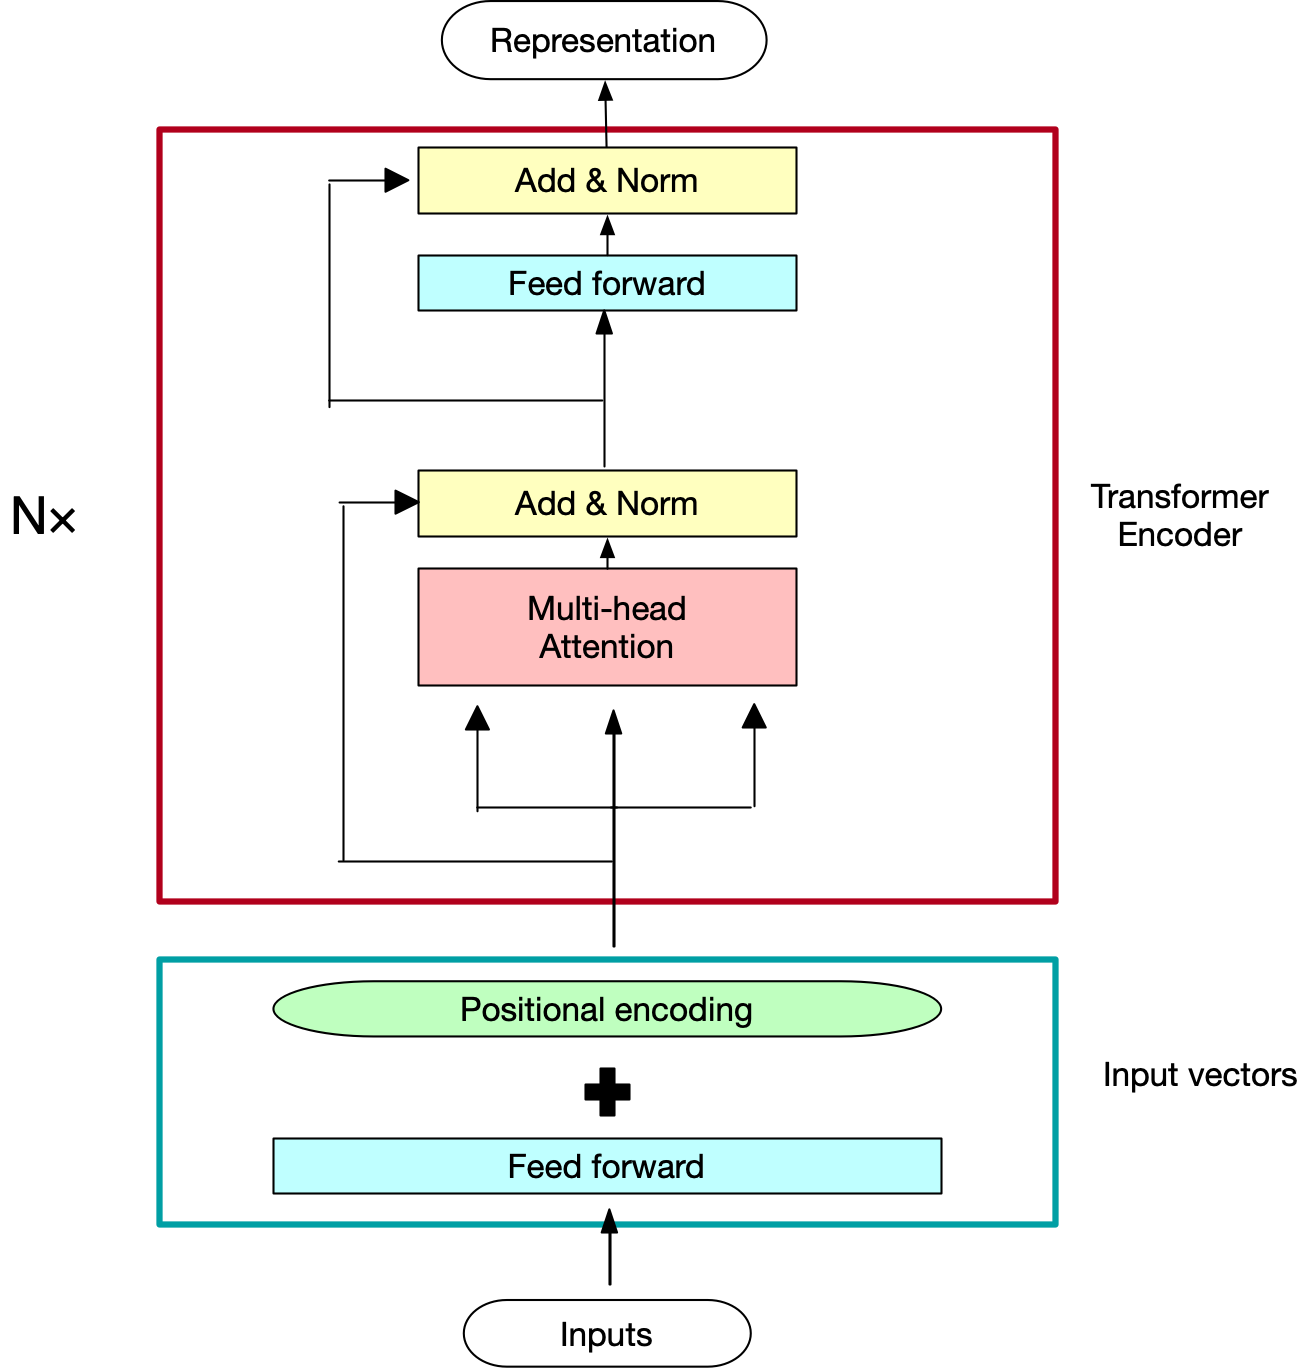 Representation
Add & Norm
Feed forward
Add & Norm
Multi-head
Attention
N×
Transformer
Encoder
Positional encoding
Input vectors
Feed forward
Inputs